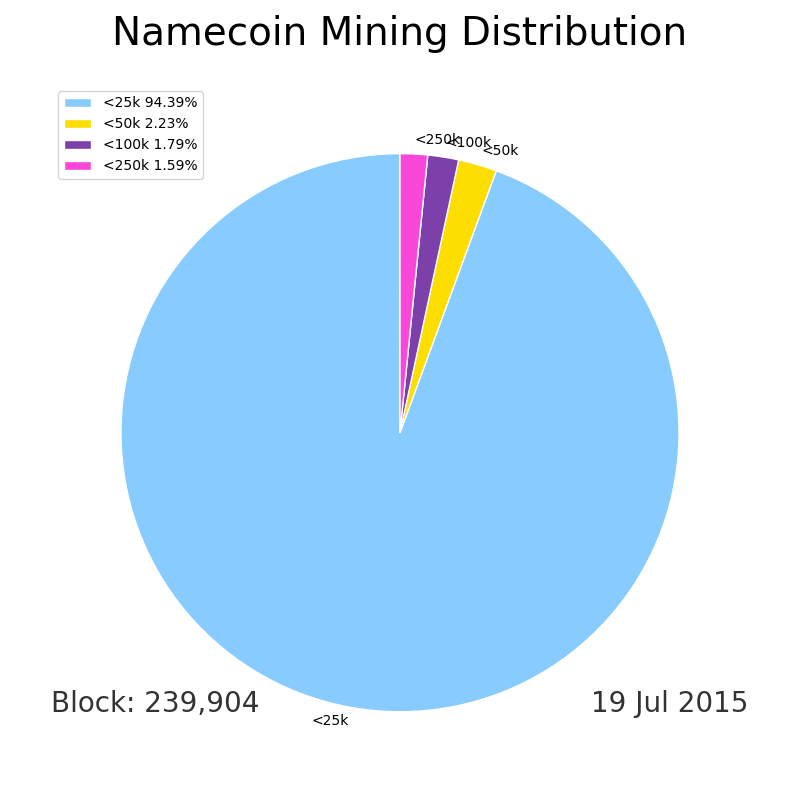 Namecoin Mining Distribution
<25k 94.39%
<50k 2.23%
<100k 1.79%
<250k 1.59%
<250k
<100k
<50k
Block: 239,904
19 Jul 2015
<25k